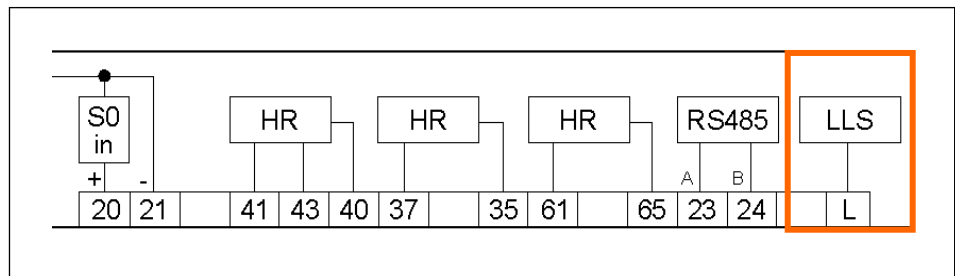 S0 HR HR HR RS485 LLS
in
+ - A B
20 21 41 43 40 37 35 61 65 23 24 L